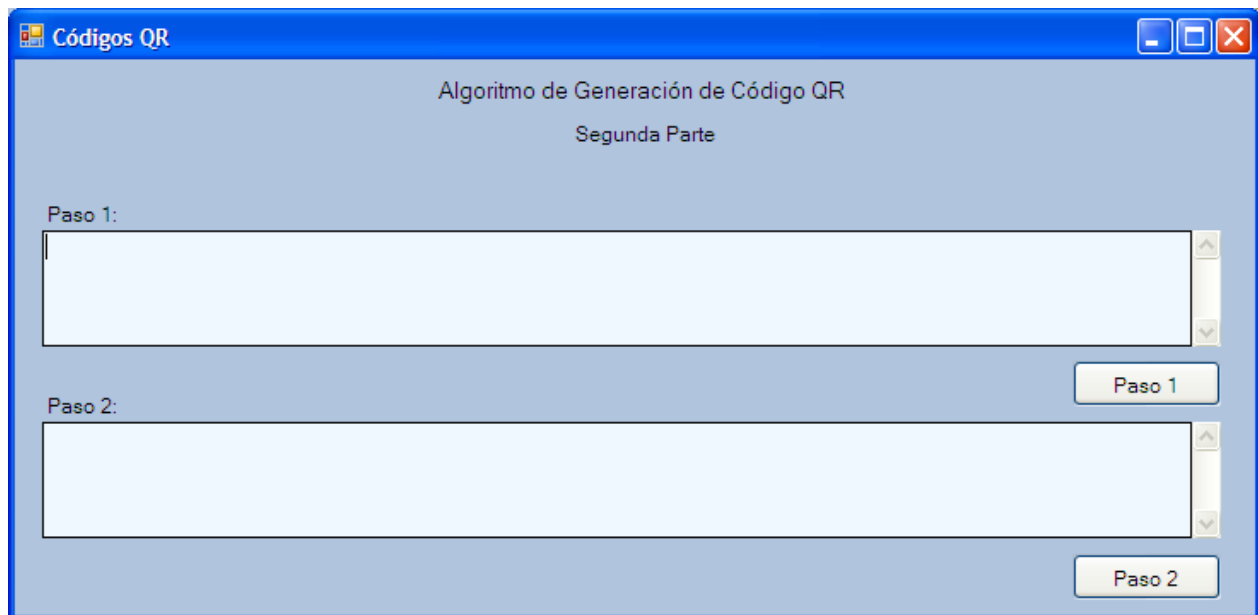 Códigos QR
Algoritmo de Generación de Código QR
Segunda Parte
Paso 1:
Paso 1
Paso 2:
Paso 2